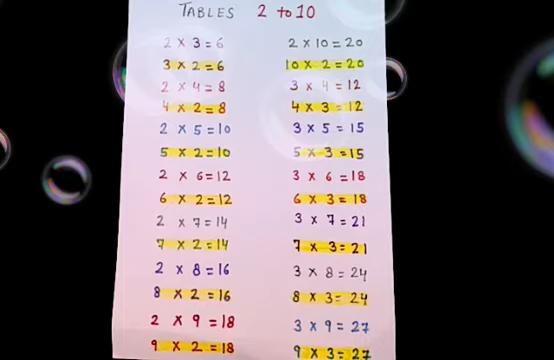 TABLES 2 to 10
2 x 3 = 6
3 x 2 = 6
2 x 4 = 8
4 x 2 = 8
2 x 5 = 10
5 x 2 = 10
2 x 6 = 12
6 x 2 = 12
2 x 7 = 14
7 x 2 = 14
2 x 8 = 16
8 x 2 = 16
2 x 9 = 18
9 x 2 = 18
2 x 10 = 20
10 x 2 = 20
3 x 4 = 12
4 x 3 = 12
3 x 5 = 15
5 x 3 = 15
3 x 6 = 18
6 x 3 = 18
3 x 7 = 21
7 x 3 = 21
3 x 8 = 24
8 x 3 = 24
3 x 9 = 27
9 x 3 = 27